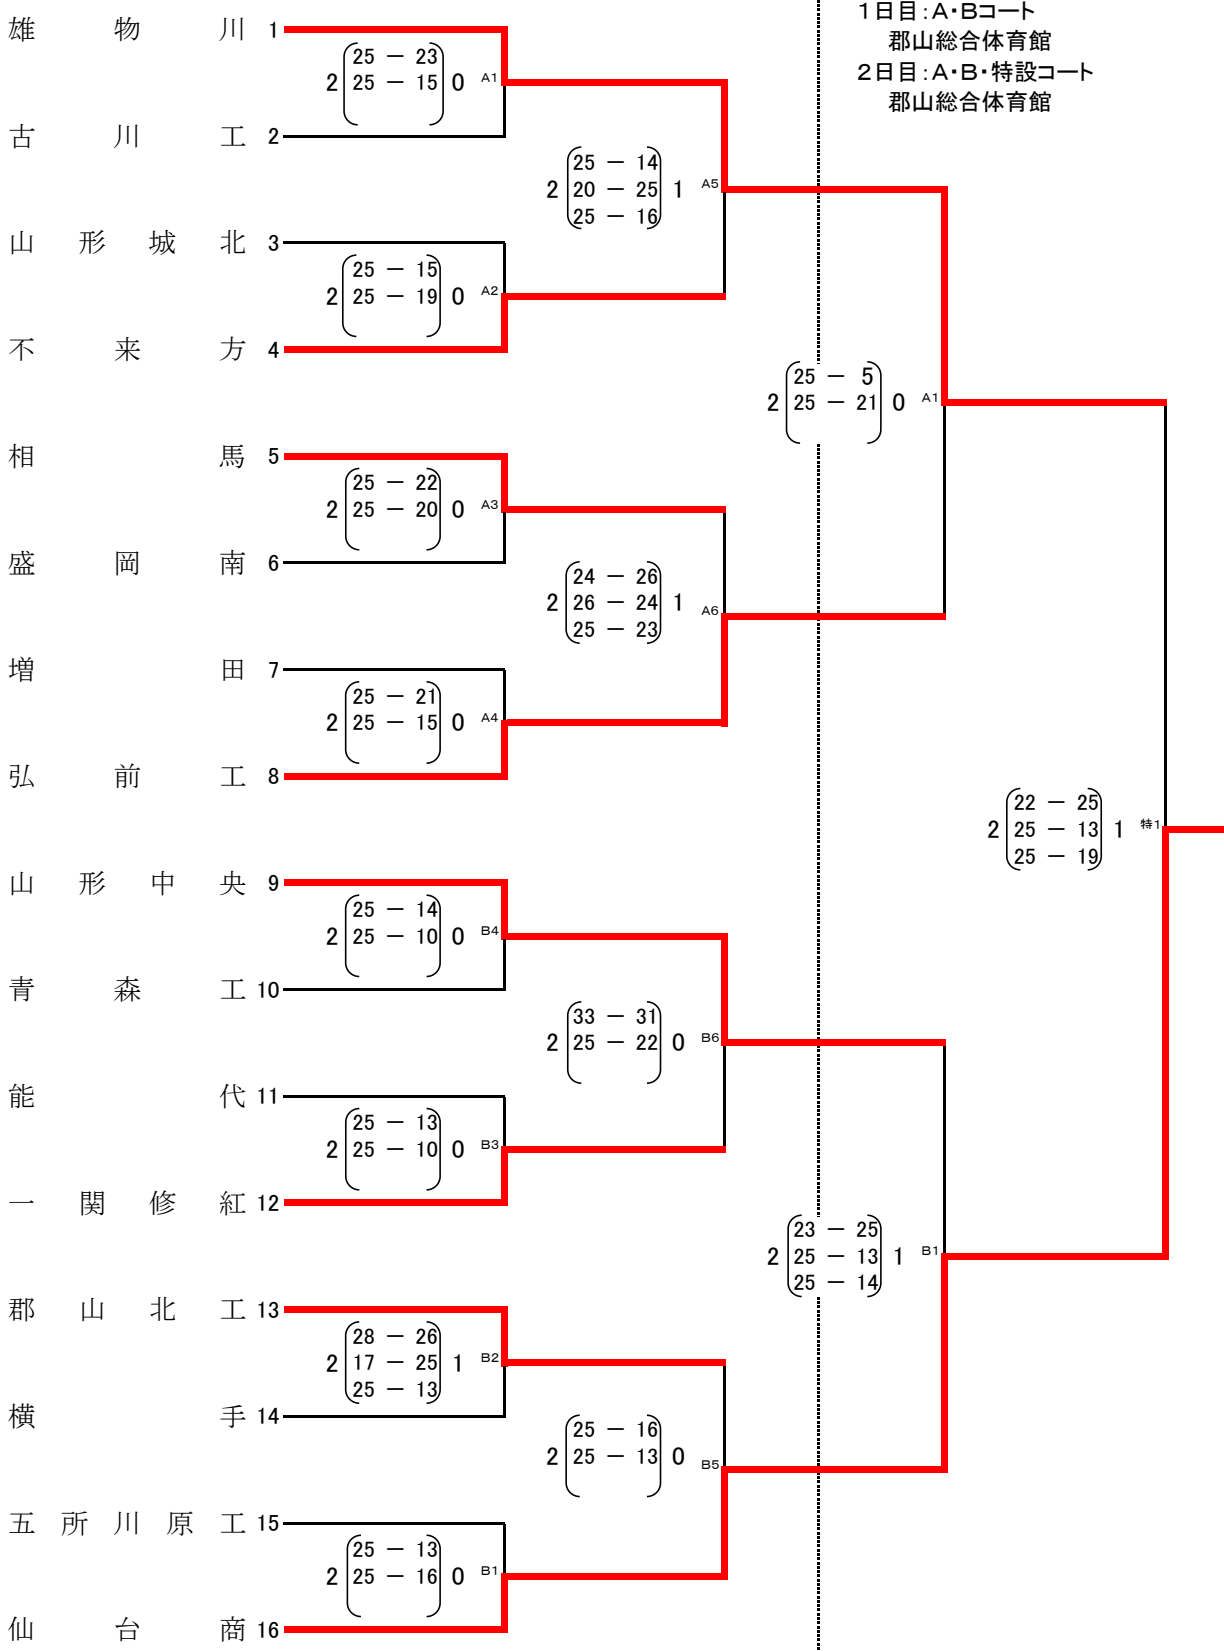 1日目：A・Bコート
郡山総合体育館
2日目：A・B・特設コート
郡山総合体育館
雄物川 1
25 － 23
2 25 － 15 0 A1
古川工 2
25 － 14
2 20 － 25 1 A5
25 － 16
山形城北 3
25 － 15
2 25 － 19 0 A2
不来方 4
25 － 5
2 25 － 21 0 A1
相馬 5
25 － 22
2 25 － 20 0 A3
盛岡南 6
24 － 26
2 26 － 24 1 A6
25 － 23
増田 7
25 － 21
2 25 － 15 0 A4
弘前工 8
22 － 25
2 25 － 13 1 特1
25 － 19
山形中央 9
25 － 14
2 25 － 10 0 B4
青森工 10
33 － 31
2 25 － 22 0 B6
能代 11
25 － 13
2 25 － 10 0 B3
一関修紅 12
23 － 25
2 25 － 13 1 B1
25 － 14
郡山北工 13
28 － 26
2 17 － 25 1 B2
25 － 13
横手 14
25 － 16
2 25 － 13 0 B5
五所川原工 15
25 － 13
2 25 － 16 0 B1
仙台商 16